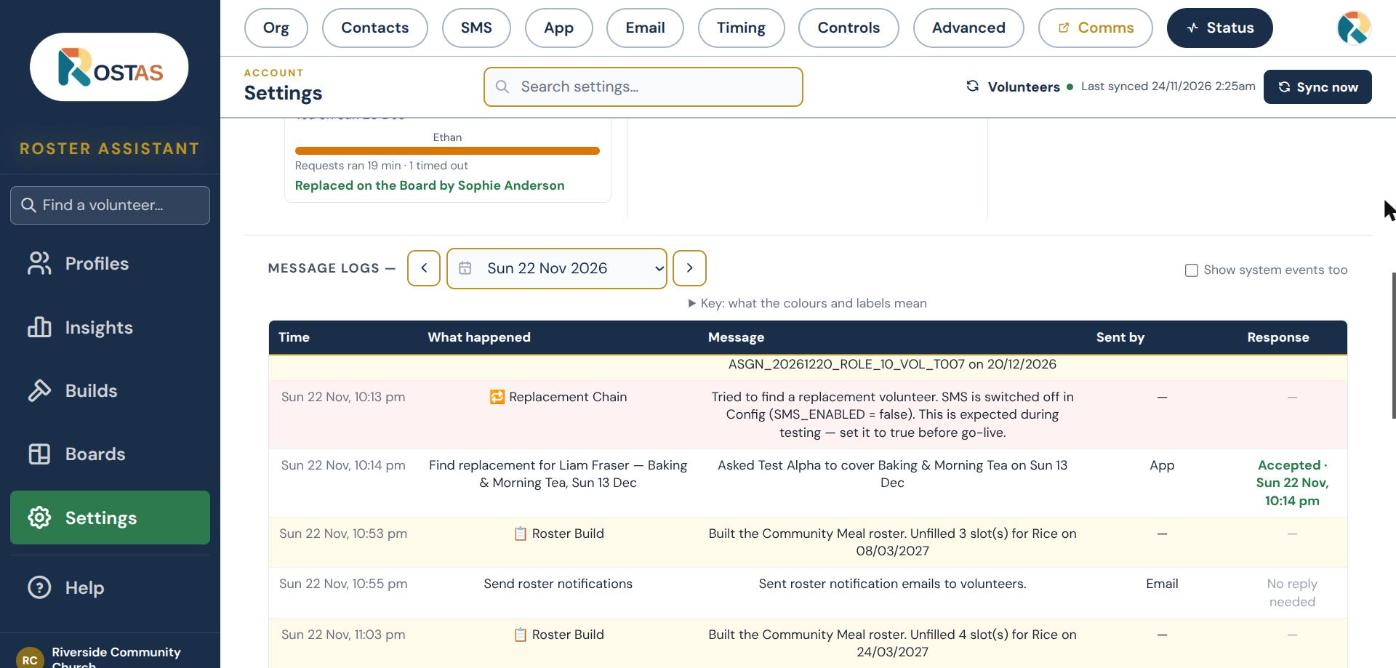 Org
Contacts
SMS
App
Email
Timing
Controls
Advanced
Comms
Status
ROSTAS
ROSTER ASSISTANT
Find a volunteer...
Profiles
Insights
Builds
Boards
Settings
Help
RC
Riverside Community
Church
ACCOUNT
Settings
Search settings...
Volunteers
Last synced 24/11/2026 2:25am
Sync now
Ethan
Requests ran 19 min · 1 timed out
Replaced on the Board by Sophie Anderson
MESSAGE LOGS —
Sun 22 Nov 2026
Show system events too
Key: what the colours and labels mean
Time What happened Message Sent by Response
ASGN_20261220_ROLE_10_VOL_T007 on 20/12/2026
Sun 22 Nov, 10:13 pm
Replacement Chain
Tried to find a replacement volunteer. SMS is switched off in
Config (SMS_ENABLED = false). This is expected during
testing — set it to true before go-live.
—
—
Sun 22 Nov, 10:14 pm
Find replacement for Liam Fraser — Baking
& Morning Tea, Sun 13 Dec
Asked Test Alpha to cover Baking & Morning Tea on Sun 13
Dec
App
Accepted ·
Sun 22 Nov,
10:14 pm
Sun 22 Nov, 10:53 pm
Roster Build
Built the Community Meal roster. Unfilled 3 slot(s) for Rice on
08/03/2027
—
—
Sun 22 Nov, 10:55 pm
Send roster notifications
Sent roster notification emails to volunteers.
Email
No reply
needed
Sun 22 Nov, 11:03 pm
Roster Build
Built the Community Meal roster. Unfilled 4 slot(s) for Rice on
24/03/2027
—
—